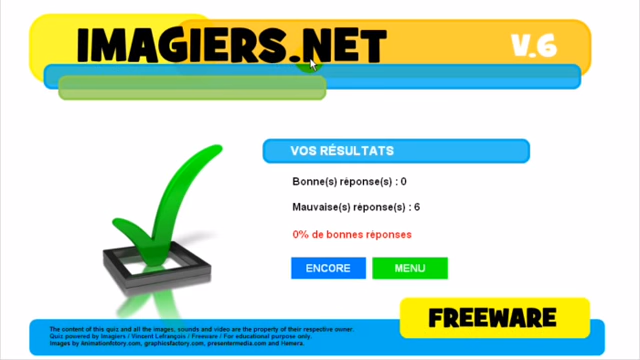 IMAGIERS.NET
V.6
VOS RÉSULTATS
Bonne(s) réponse(s) : 0
Mauvaise(s) réponse(s) : 6
0% de bonnes réponses
ENCORE
MENU
FREEWARE
The content of this quiz and all the images, sounds and video are the property of their respective owner.
Quiz powered by Imagiers / Vincent Lefrançois / Freeware / For educational purpose only.
Images by Animationfctory.com, graphicsfactory.com, presentermedia.com and Hemera.